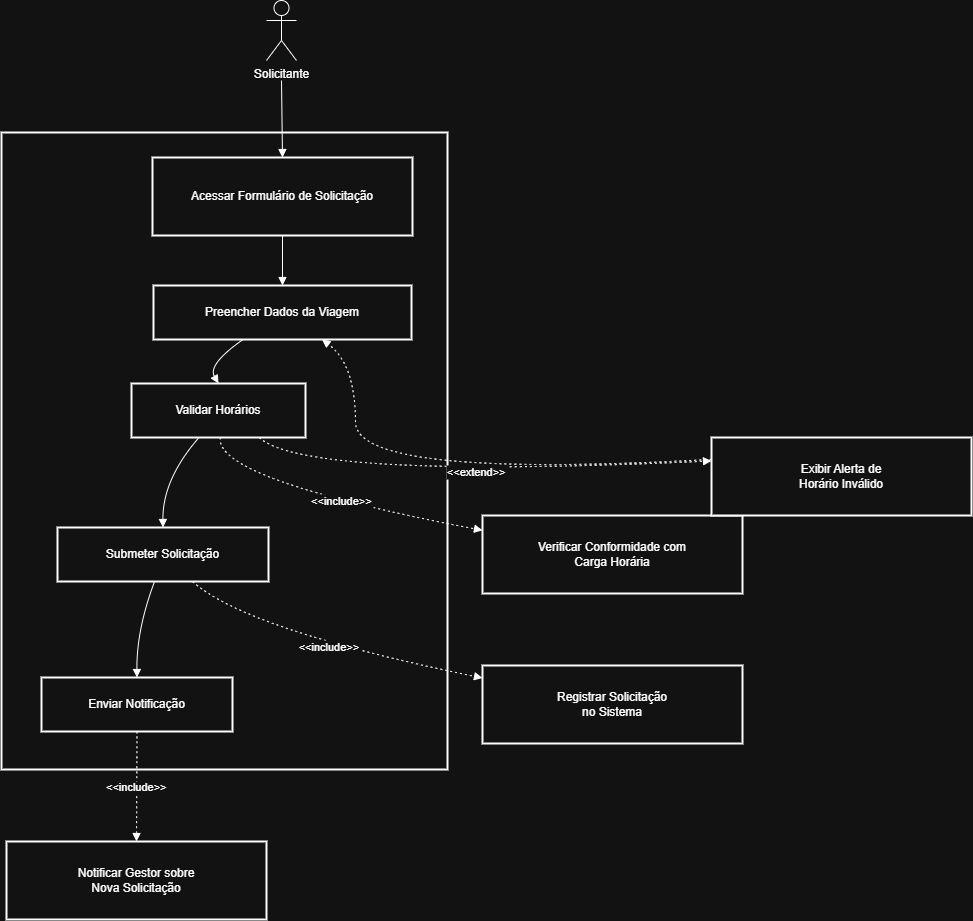 Solicitante
Acessar Formulário de Solicitação
Preencher Dados da Viagem
Validar Horários
Exibir Alerta de
Horário Inválido
<<extend>>
<<include>>
Verificar Conformidade com
Carga Horária
Submeter Solicitação
<<include>>
Registrar Solicitação
no Sistema
Enviar Notificação
<<include>>
Notificar Gestor sobre
Nova Solicitação